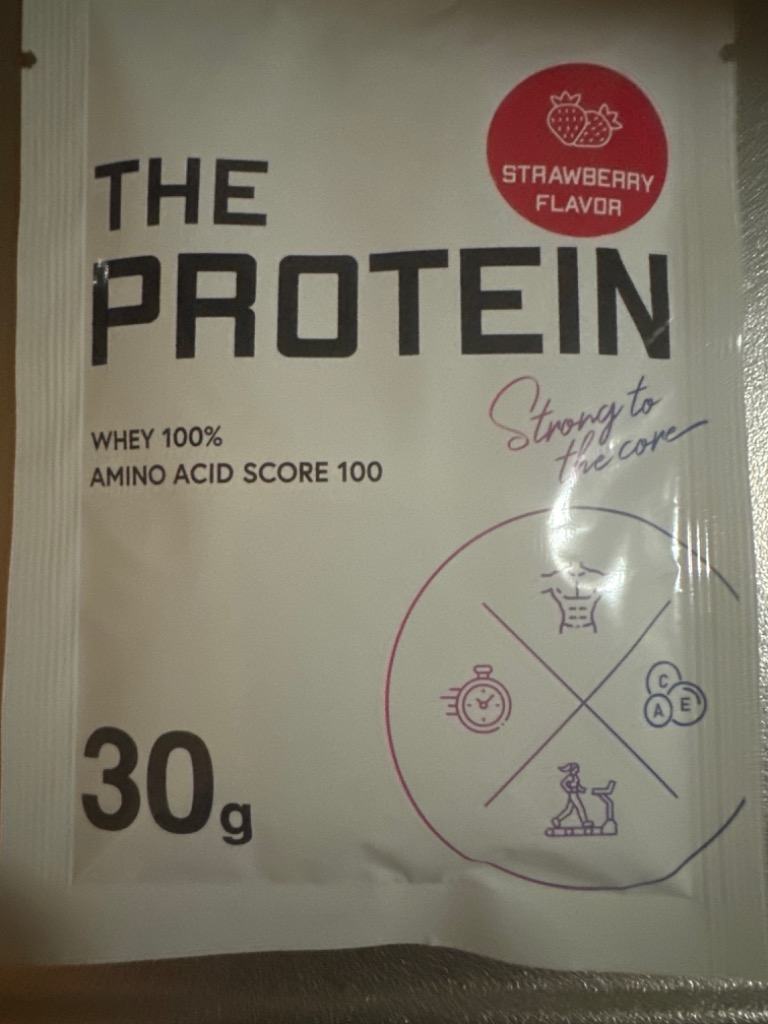 STRAWBERRY
FLAVOR
THE
PROTEIN
Strong to
the core
WHEY 100%
AMINO ACID SCORE 100
C
A E
30g